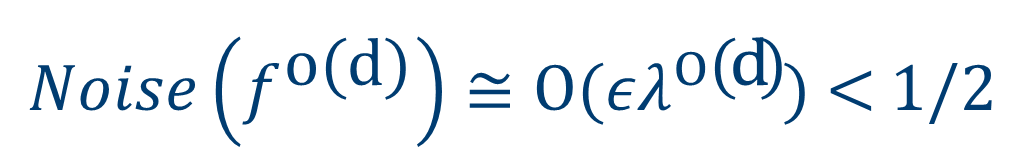 Noise(f^{o(d)}) ≅ O(ϵλ^{o(d)}) < 1/2